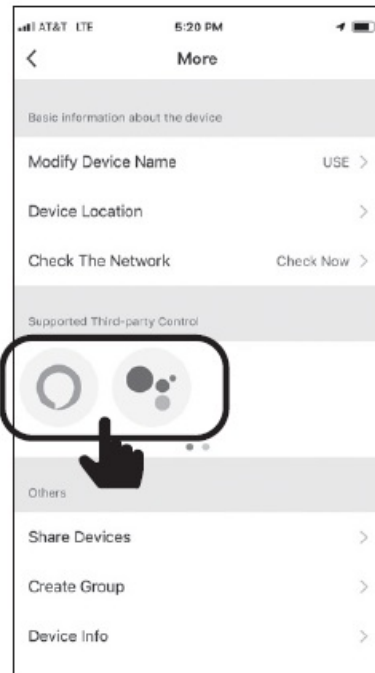 AT&T LTE 5:20 PM
More
Basic information about the device
Modify Device Name USE >
Device Location >
Check The Network Check Now >
Supported Third-party Control
Others
Share Devices >
Create Group >
Device Info >